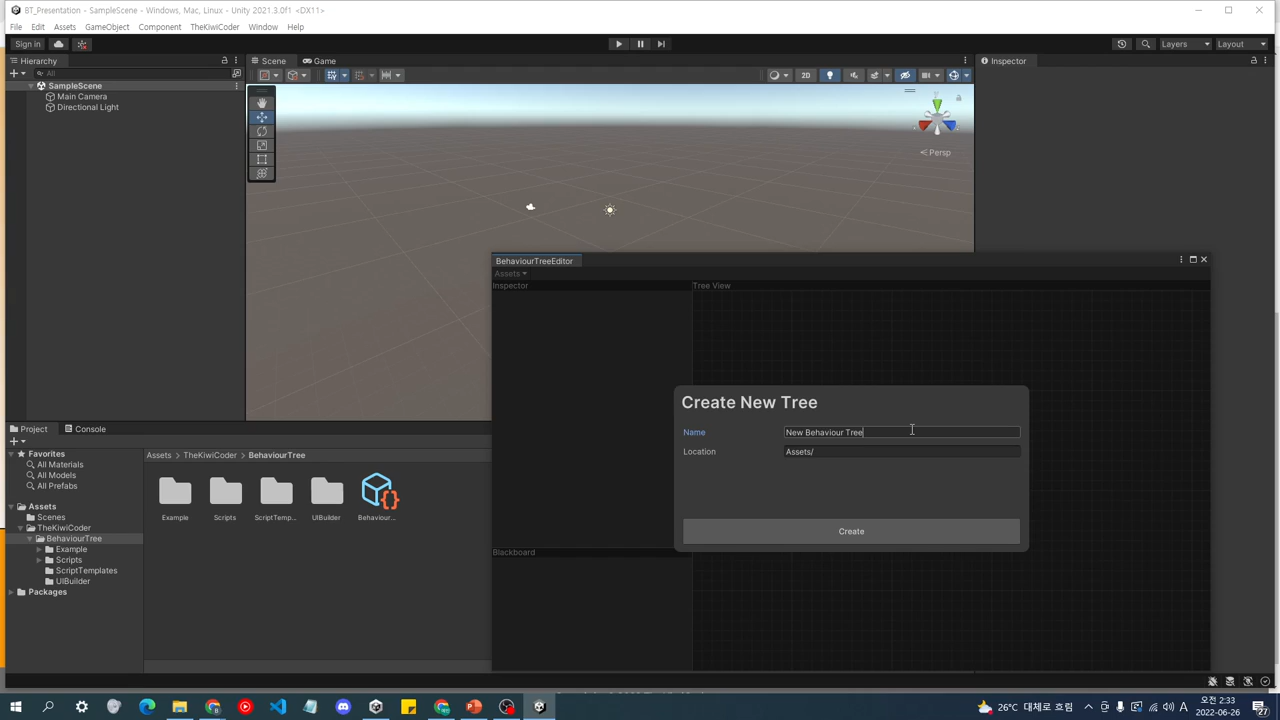 BT_Presentation - SampleScene - Windows, Mac, Linux - Unity 2021.3.0f1 <DX11>
File Edit Assets GameObject Component TheKiwiCoder Window Help
Sign in
Layers
Layout
Hierarchy
All
SampleScene
Main Camera
Directional Light
Scene
Game
2D
Persp
Inspector
BehaviourTreeEditor
Assets
Inspector
Tree View
Create New Tree
Name
New Behaviour Tree
Location
Assets/
Create
Blackboard
Project
Console
Favorites
All Materials
All Models
All Prefabs
Assets
Scenes
TheKiwiCoder
BehaviourTree
Example
Scripts
ScriptTemplates
UIBuilder
Packages
Assets
TheKiwiCoder
BehaviourTree
Example
Scripts
ScriptTemp...
UIBuilder
Behaviour...
26°C 대체로 흐림
A
오전 2:33
2022-06-26
27